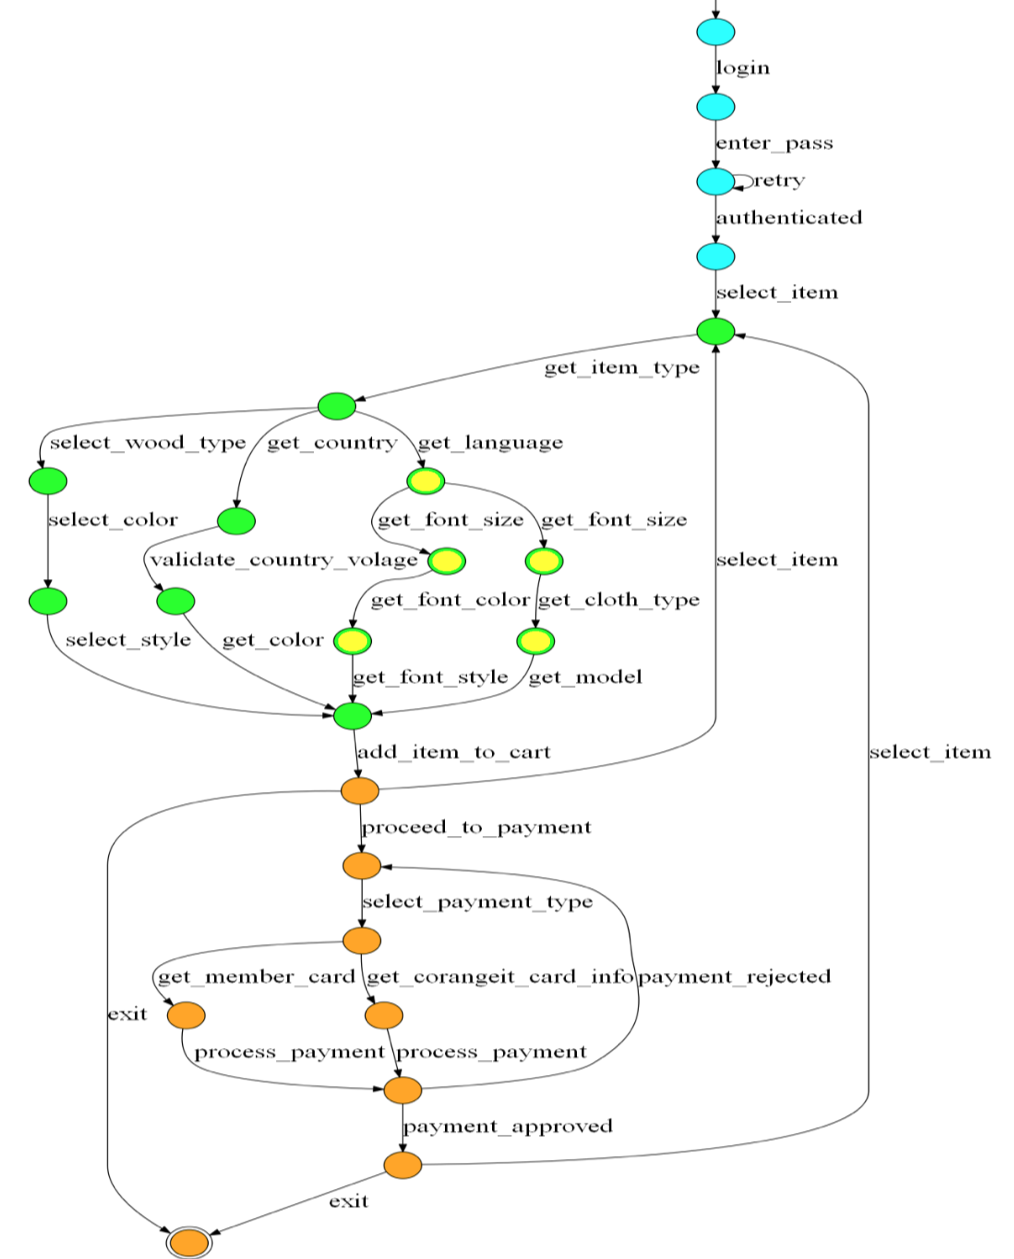 login
enter_pass
retry
authenticated
select_item
get_item_type
select_wood_type get_country get_language
select_color get_font_size get_font_size
validate_country_volage select_item
get_font_color get_cloth_type
select_style get_color
get_font_style get_model
add_item_to_cart select_item
proceed_to_payment
select_payment_type
get_member_card get_corangeit_card_info payment_rejected
exit
process_payment process_payment
payment_approved
exit